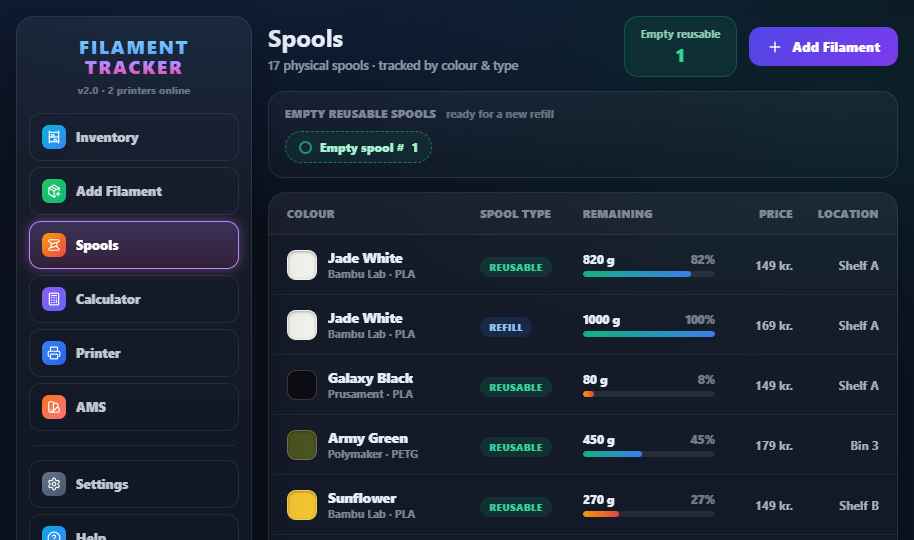 FILAMENT
TRACKER
v2.0 · 2 printers online
Inventory
Add Filament
Spools
Calculator
Printer
AMS
Settings
Help
Spools
17 physical spools · tracked by colour & type
Empty reusable
1
+ Add Filament
EMPTY REUSABLE SPOOLS ready for a new refill
Empty spool # 1
COLOUR SPOOL TYPE REMAINING PRICE LOCATION
Jade White
Bambu Lab · PLA
REUSABLE
820 g 82%
149 kr.
Shelf A
Jade White
Bambu Lab · PLA
REFILL
1000 g 100%
169 kr.
Shelf A
Galaxy Black
Prusament · PLA
REUSABLE
80 g 8%
149 kr.
Shelf A
Army Green
Polymaker · PETG
REUSABLE
450 g 45%
179 kr.
Bin 3
Sunflower
Bambu Lab · PLA
REUSABLE
270 g 27%
149 kr.
Shelf B